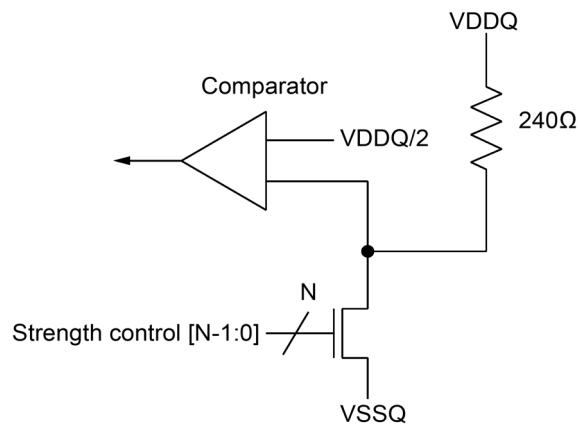 VDDQ
Comparator
240Ω
VDDQ/2
N
Strength control [N-1:0]
VSSQ